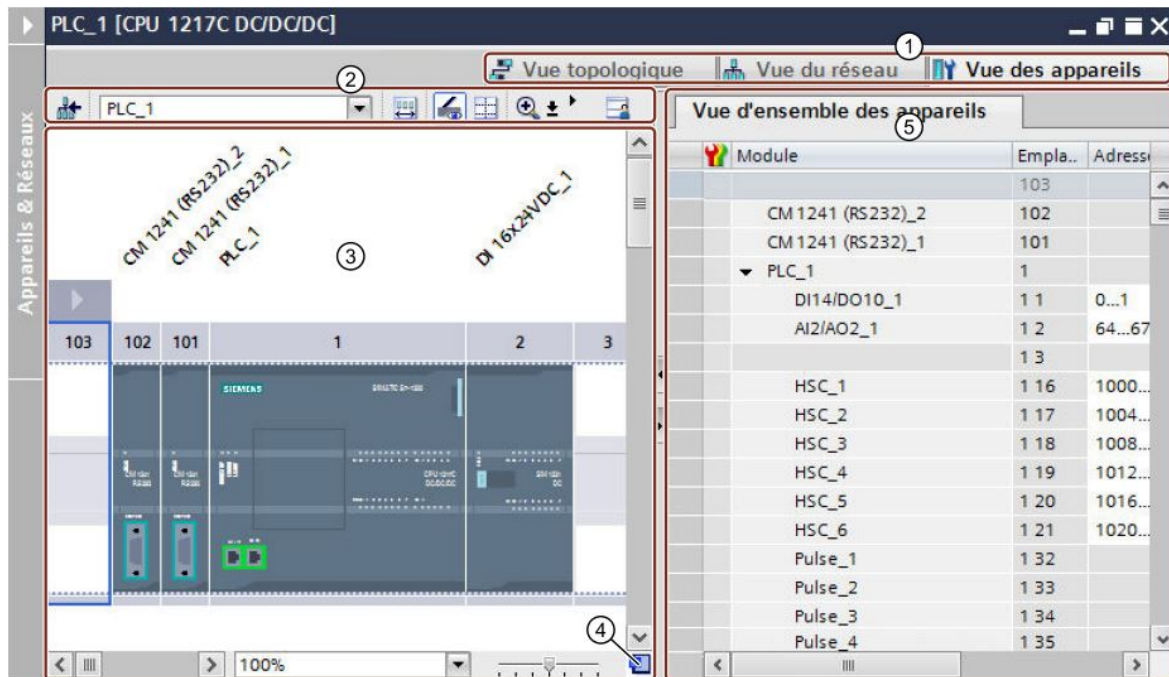 PLC_1 [CPU 1217C DC/DC/DC]
Appareils & Réseaux
1
Vue topologique
Vue du réseau
Vue des appareils
2
PLC_1
Vue d'ensemble des appareils
5
CM 1241 (RS232)_2
CM 1241 (RS232)_1
PLC_1
DI 16x24VDC_1
3
103 102 101 1 2 3
SIEMENS
4
100%
Module Empla.. Adresse
103
CM 1241 (RS232)_2 102
CM 1241 (RS232)_1 101
PLC_1 1
DI14/DO10_1 1 1 0...1
AI2/AO2_1 1 2 64...67
1 3
HSC_1 1 16 1000...
HSC_2 1 17 1004...
HSC_3 1 18 1008...
HSC_4 1 19 1012...
HSC_5 1 20 1016...
HSC_6 1 21 1020...
Pulse_1 1 32
Pulse_2 1 33
Pulse_3 1 34
Pulse_4 1 35